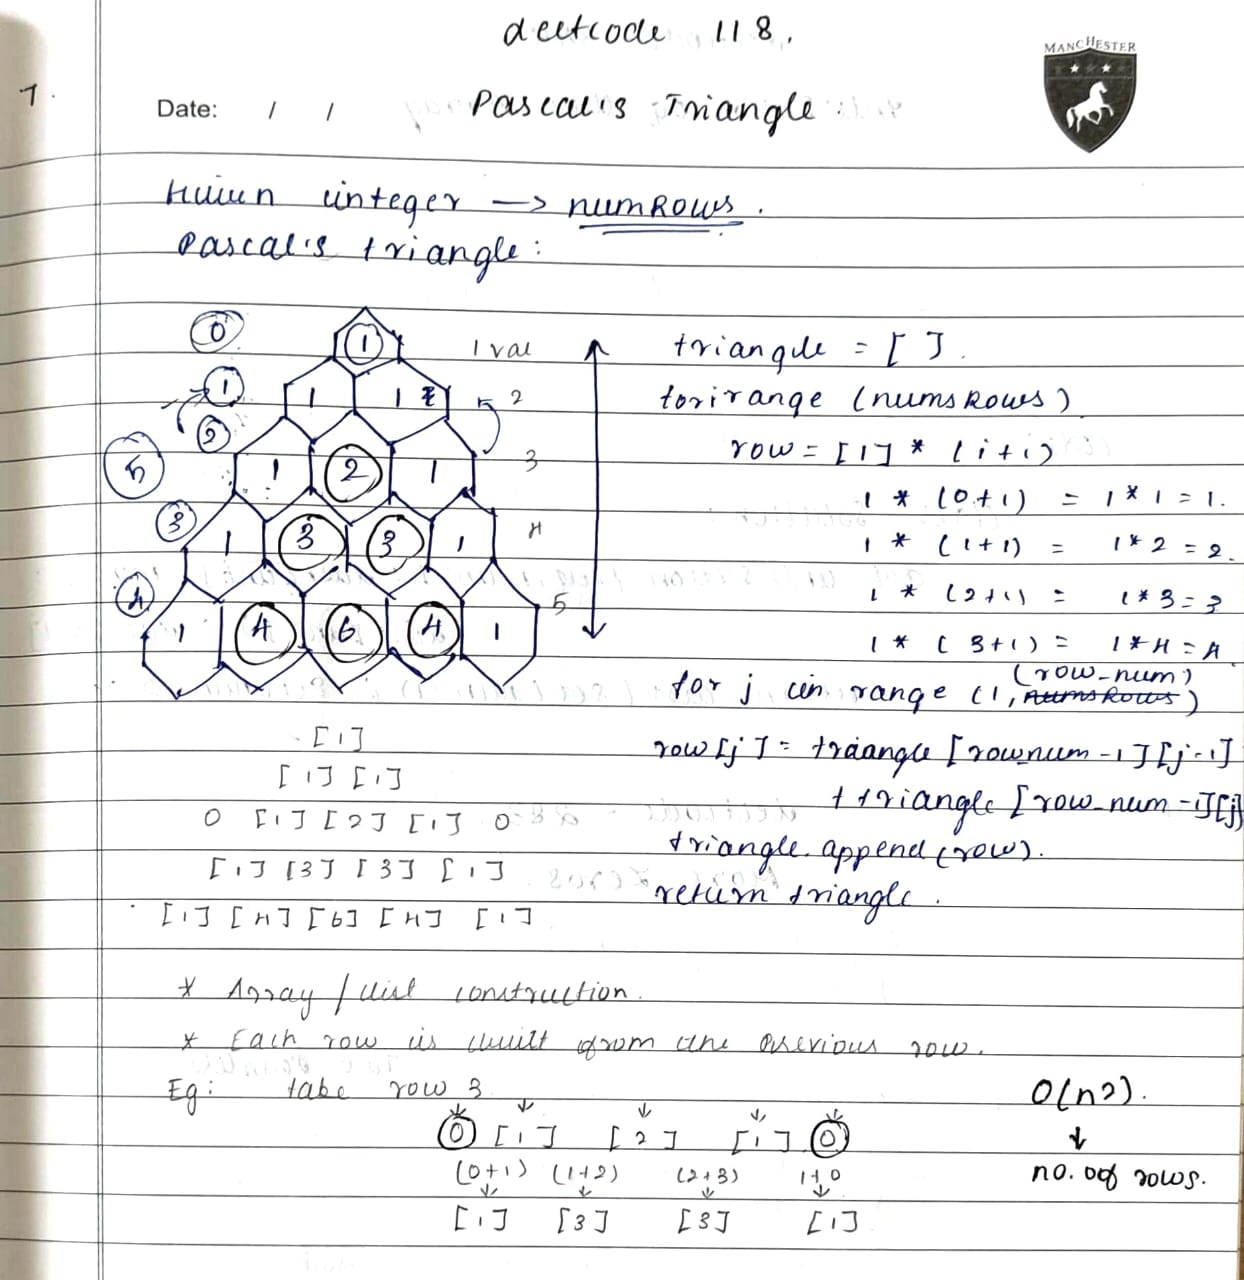 Leetcode 118.
MANCHESTER
7.
Date: / /
Pascal's Triangle:
Given integer → numRows.
Pascal's triangle:
0
1
1 val
1
1 1
2
2
1 2 1
3
5
3
1 3 3 1
4
4
1 4 6 4 1
5
[1]
[1] [1]
0 [1] [2] [1] 0
[1] [3] [3] [1]
[1] [4] [6] [4] [1]
triangle = [ ].
for i range (numsRows)
row = [1] * (i+1)
1 * (0+1) = 1 * 1 = 1.
1 * (1+1) = 1 * 2 = 2.
1 * (2+1) = 1 * 3 = 3
1 * (3+1) = 1 * 4 = 4
(row_num)
for j in range (1, numsRows)
row[j] = triangle [rownum -1][j-1]
+ triangle [row_num -1][j]
triangle.append(row).
return triangle.
* Array / list construction.
* Each row is built from the previous row.
Eg: take row 3
0 [1] [2] [1] 0
(0+1) (1+2) (2+3) 1+0
[1] [3] [3] [1]
O(n2).
↓
no. of rows.